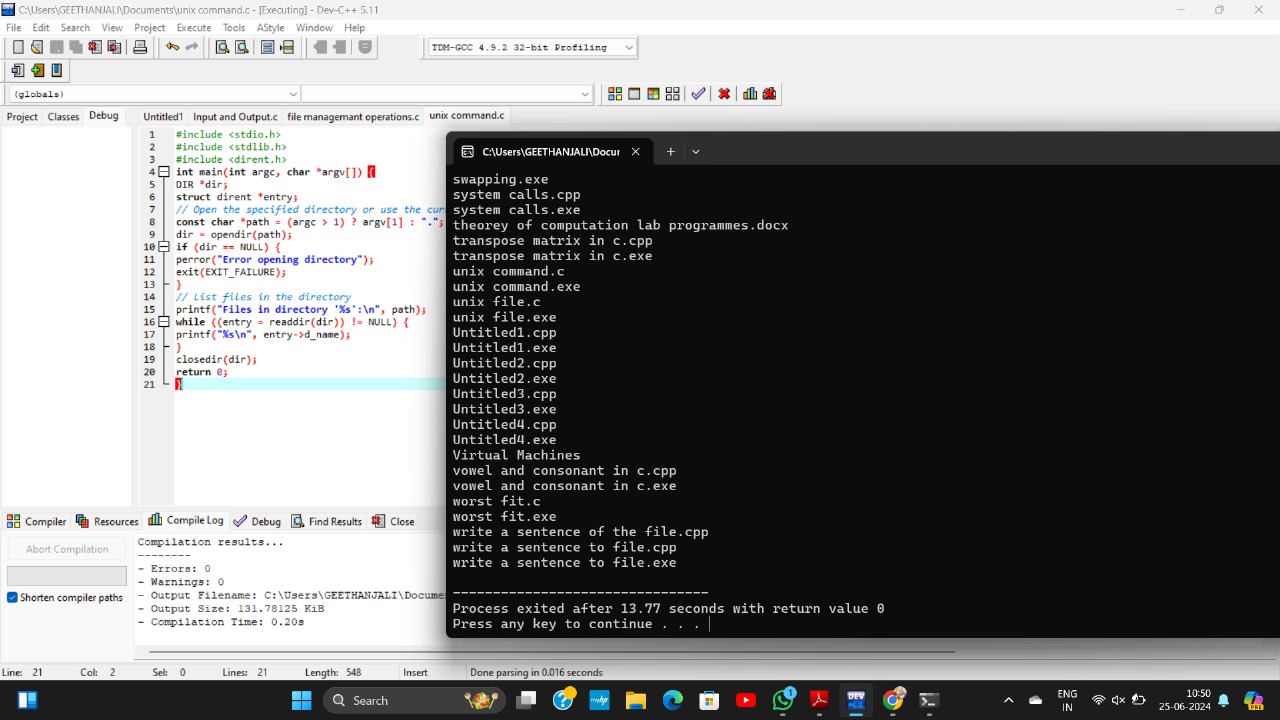 C:\Users\GEETHANJALI\Documents\unix command.c - [Executing] - Dev-C++ 5.11
File Edit Search View Project Execute Tools AStyle Window Help
TDM-GCC 4.9.2 32-bit Profiling
(globals)
Project Classes Debug
Untitled1 Input and Output.c file managemant operations.c unix command.c
1 #include <stdio.h>
2 #include <stdlib.h>
3 #include <dirent.h>
4 int main(int argc, char *argv[]) {
5 DIR *dir;
6 struct dirent *entry;
7 // Open the specified directory or use the cur
8 const char *path = (argc > 1) ? argv[1] : ".";
9 dir = opendir(path);
10 if (dir == NULL) {
11 perror("Error opening directory");
12 exit(EXIT_FAILURE);
13 }
14 // List files in the directory
15 printf("Files in directory '%s':\n", path);
16 while ((entry = readdir(dir)) != NULL) {
17 printf("%s\n", entry->d_name);
18 }
19 closedir(dir);
20 return 0;
21 }
C:\Users\GEETHANJALI\Docur
swapping.exe
system calls.cpp
system calls.exe
theorey of computation lab programmes.docx
transpose matrix in c.cpp
transpose matrix in c.exe
unix command.c
unix command.exe
unix file.c
unix file.exe
Untitled1.cpp
Untitled1.exe
Untitled2.cpp
Untitled2.exe
Untitled3.cpp
Untitled3.exe
Untitled4.cpp
Untitled4.exe
Virtual Machines
vowel and consonant in c.cpp
vowel and consonant in c.exe
worst fit.c
worst fit.exe
write a sentence of the file.cpp
write a sentence to file.cpp
write a sentence to file.exe
--------------------------------
Process exited after 13.77 seconds with return value 0
Press any key to continue . . .
Compiler Resources Compile Log Debug Find Results Close
Abort Compilation
Shorten compiler paths
Compilation results...
--------
- Errors: 0
- Warnings: 0
- Output Filename: C:\Users\GEETHANJALI\Docume
- Output Size: 131.78125 KiB
- Compilation Time: 0.20s
Line: 21 Col: 2 Sel: 0 Lines: 21 Length: 548 Insert Done parsing in 0.016 seconds
Search
myhp
DEV
1
ENG
IN
10:50
25-06-2024
PRE